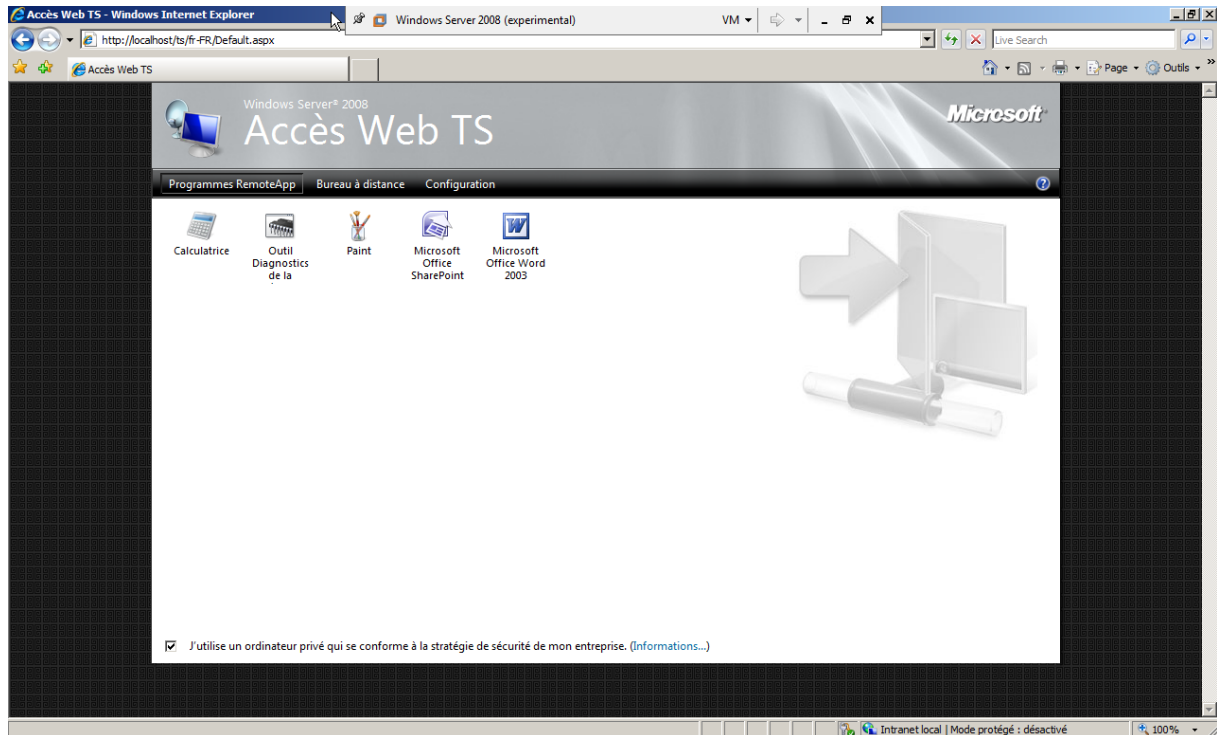 Accès Web TS - Windows Internet Explorer
Windows Server 2008 (experimental)
VM
http://localhost/ts/fr-FR/Default.aspx
Live Search
Accès Web TS
Page
Outils
Windows Server® 2008
Accès Web TS
Microsoft
Programmes RemoteApp
Bureau à distance
Configuration
Calculatrice
Outil
Diagnostics
de la
Paint
Microsoft
Office
SharePoint
Microsoft
Office Word
2003
J'utilise un ordinateur privé qui se conforme à la stratégie de sécurité de mon entreprise. (Informations...)
Intranet local | Mode protégé : désactivé
100%